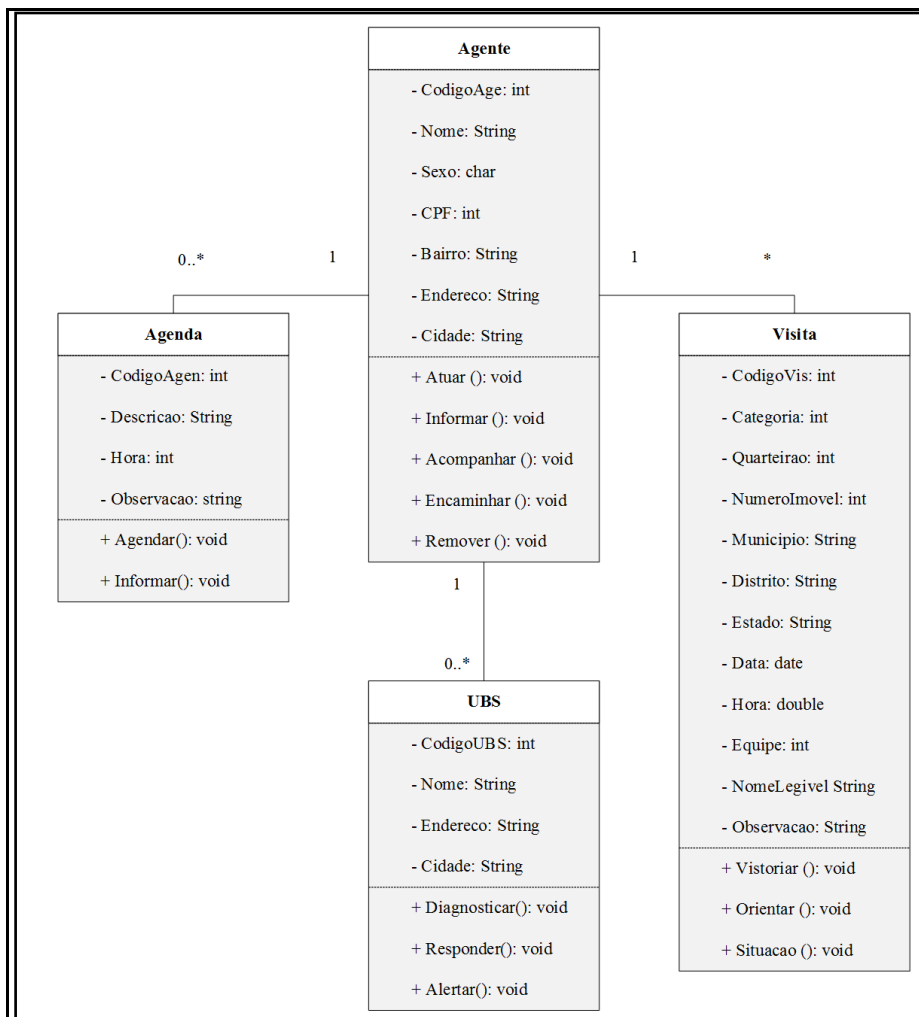 Agente
- CodigoAge: int
- Nome: String
- Sexo: char
- CPF: int
- Bairro: String
- Endereco: String
- Cidade: String
+ Atuar (): void
+ Informar (): void
+ Acompanhar (): void
+ Encaminhar (): void
+ Remover (): void
0..*
1
1
*
Agenda
- CodigoAgen: int
- Descricao: String
- Hora: int
- Observacao: string
+ Agendar(): void
+ Informar(): void
Visita
- CodigoVis: int
- Categoria: int
- Quarteirao: int
- NumeroImovel: int
- Municipio: String
- Distrito: String
- Estado: String
- Data: date
- Hora: double
- Equipe: int
- NomeLegivel String
- Observacao: String
+ Vistoriar (): void
+ Orientar (): void
+ Situacao (): void
1
0..*
UBS
- CodigoUBS: int
- Nome: String
- Endereco: String
- Cidade: String
+ Diagnosticar(): void
+ Responder(): void
+ Alertar(): void